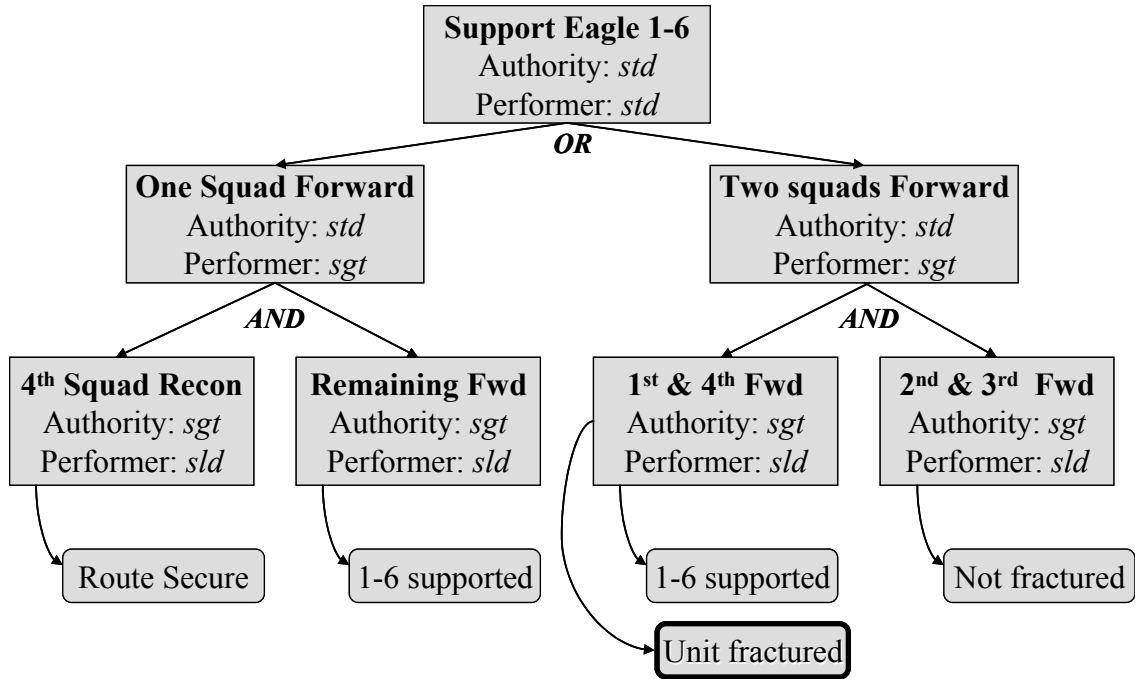 Support Eagle 1-6
Authority: std
Performer: std
OR
One Squad Forward
Authority: std
Performer: sgt
Two squads Forward
Authority: std
Performer: sgt
AND
AND
4th Squad Recon
Authority: sgt
Performer: sld
Remaining Fwd
Authority: sgt
Performer: sld
1st & 4th Fwd
Authority: sgt
Performer: sld
2nd & 3rd Fwd
Authority: sgt
Performer: sld
Route Secure
1-6 supported
1-6 supported
Not fractured
Unit fractured